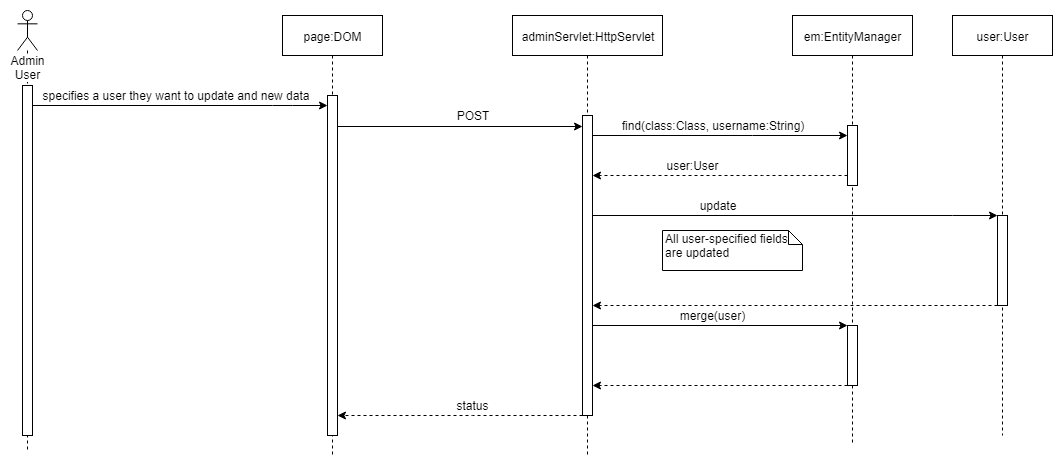 page:DOM
adminServlet:HttpServlet
em:EntityManager
user:User
Admin
User
specifies a user they want to update and new data
POST
find(class:Class, username:String)
user:User
update
All user-specified fields
are updated
merge(user)
status